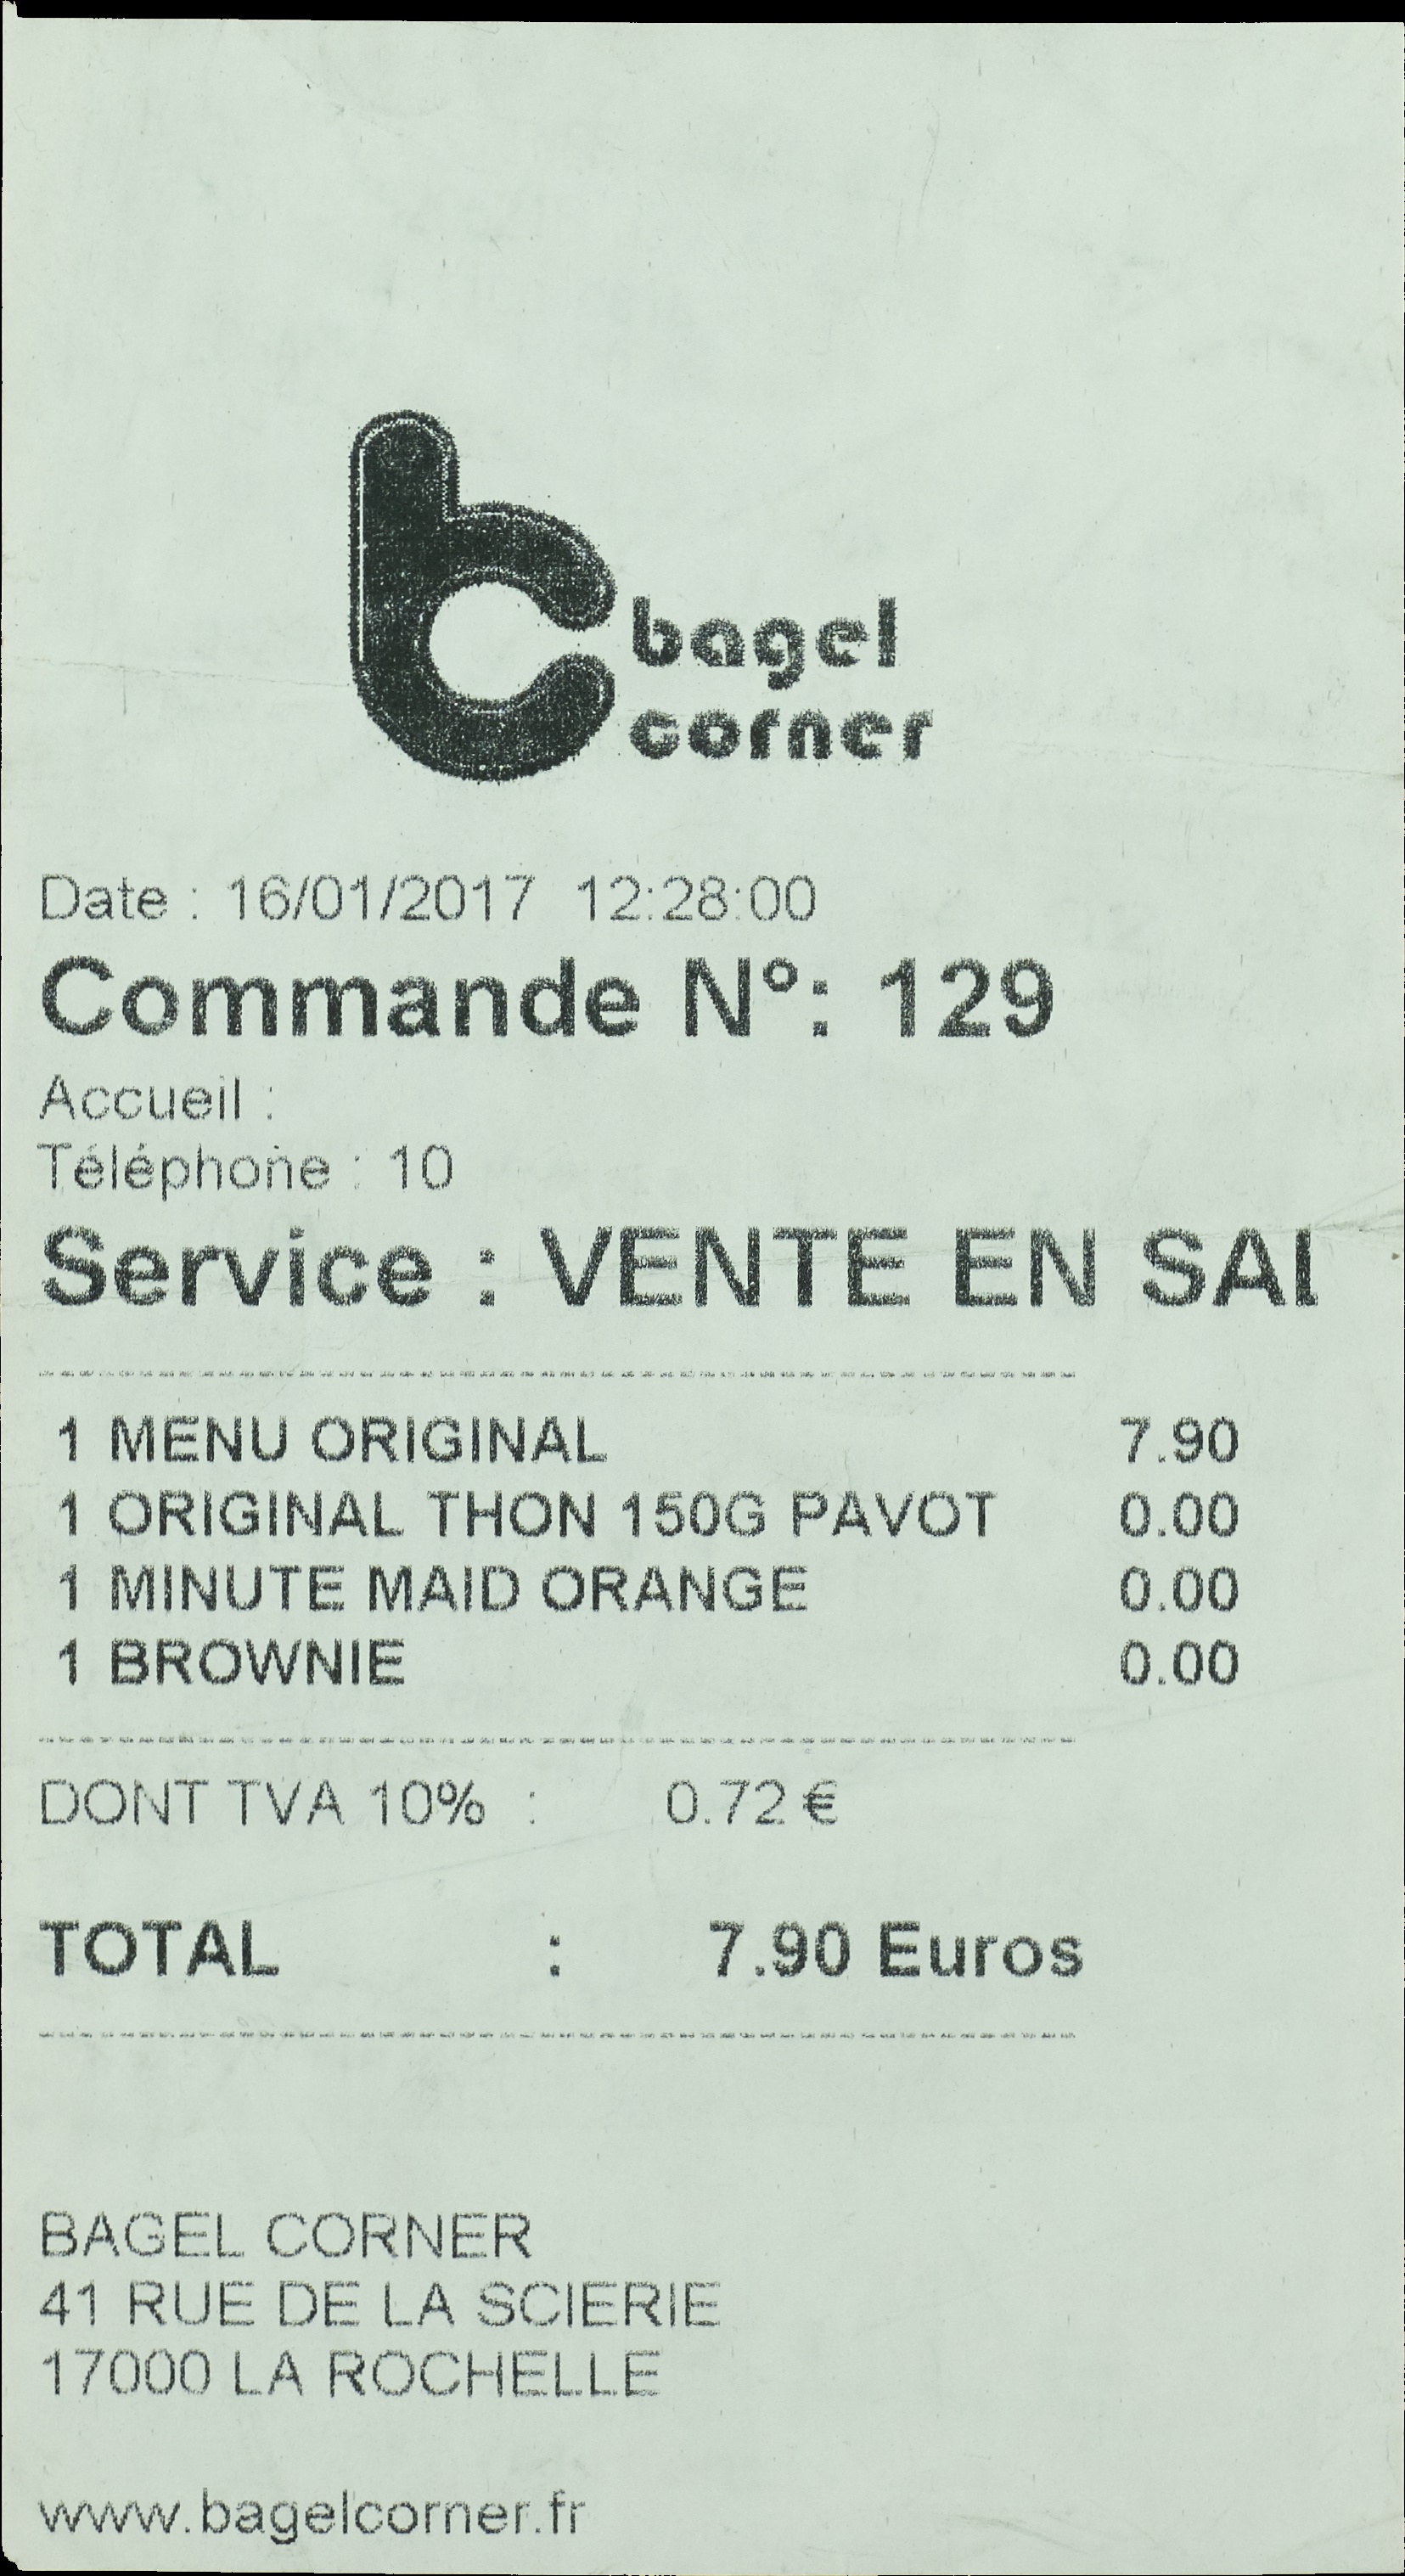 bagel
corner
Date : 16/01/2017 12:28:00
Commande N°: 129
Accueil :
Téléphone : 10
Service : VENTE EN SAL
1 MENU ORIGINAL 7.90
1 ORIGINAL THON 150G PAVOT 0.00
1 MINUTE MAID ORANGE 0.00
1 BROWNIE 0.00
DONT TVA 10% : 0.72 €
TOTAL : 7.90 Euros
BAGEL CORNER
41 RUE DE LA SCIERIE
17000 LA ROCHELLE
www.bagelcorner.fr